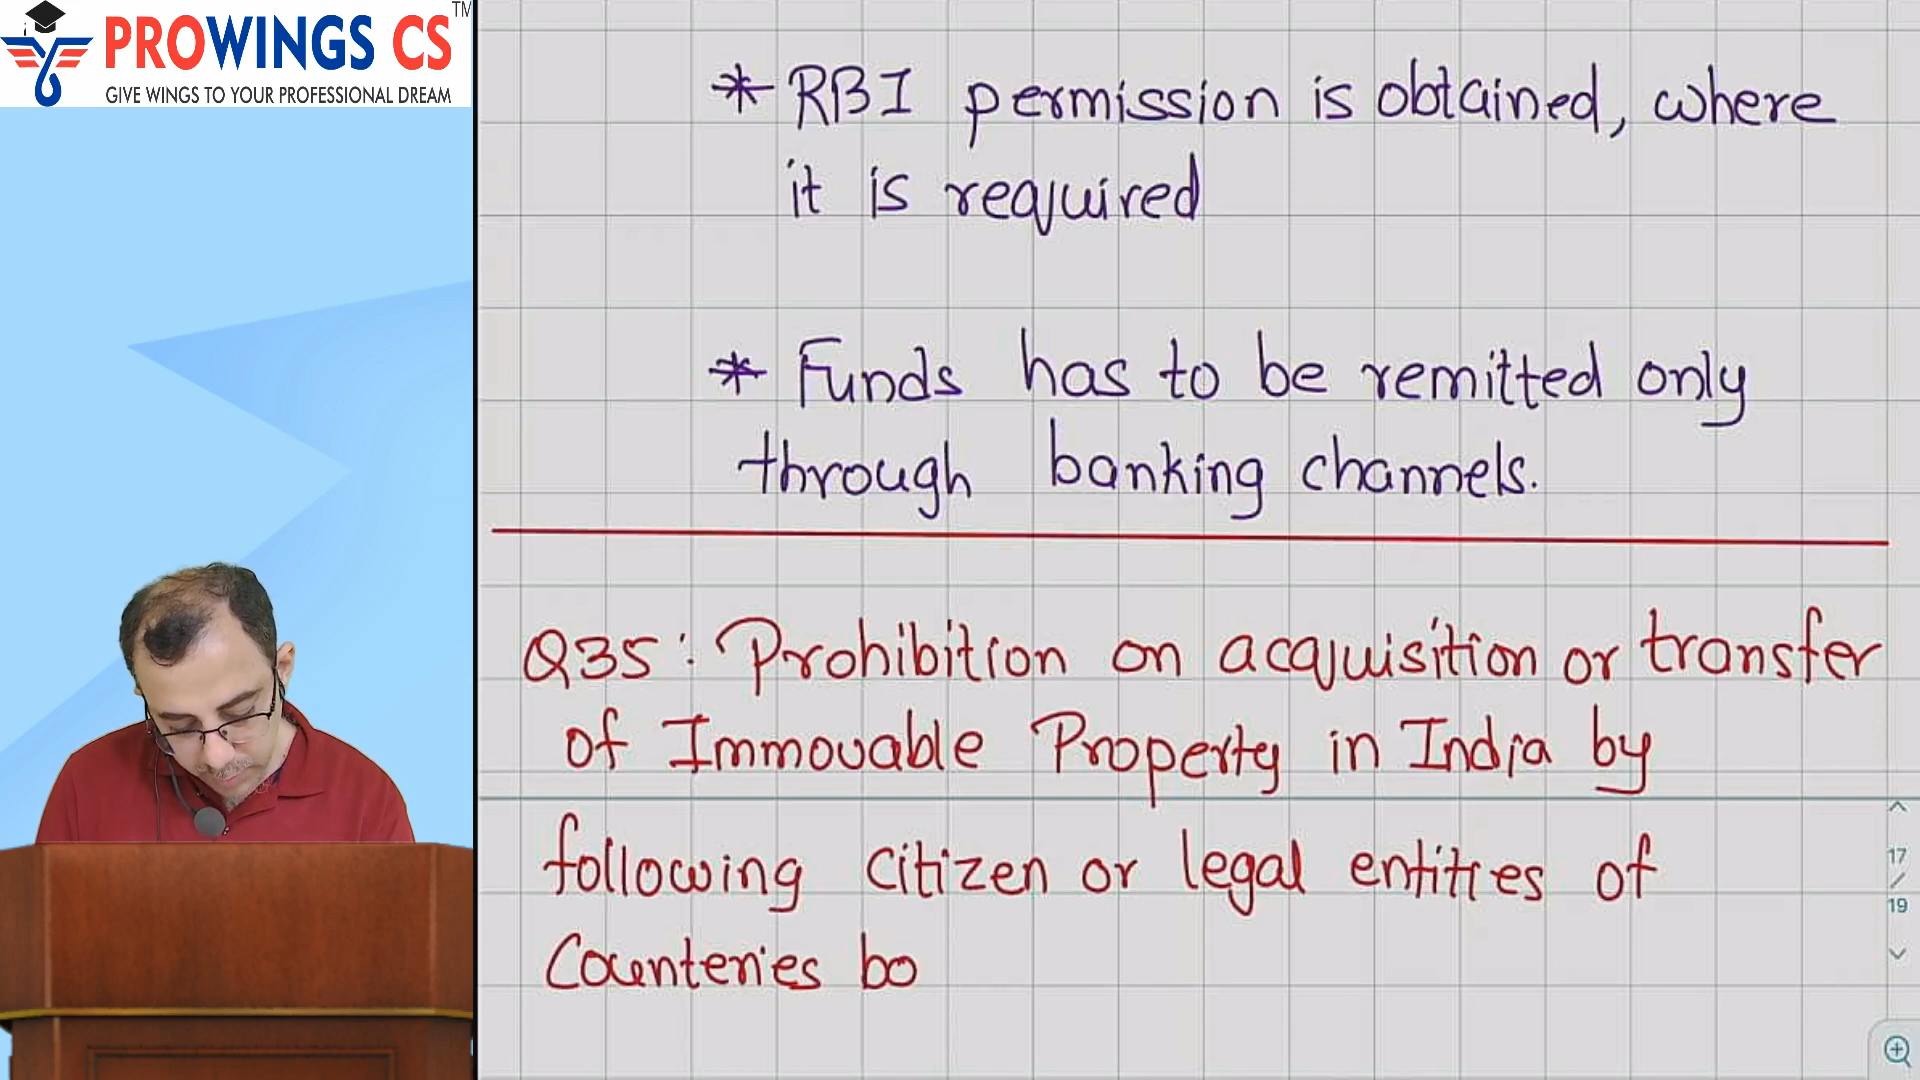 PROWINGS CS TM
GIVE WINGS TO YOUR PROFESSIONAL DREAM
* RBI permission is obtained, where
it is required
* Funds has to be remitted only
through banking channels.
Q35: Prohibition on acquisition or transfer
of Immovable Property in India by
following citizen or legal entities of
Counteries bo
17
/
19